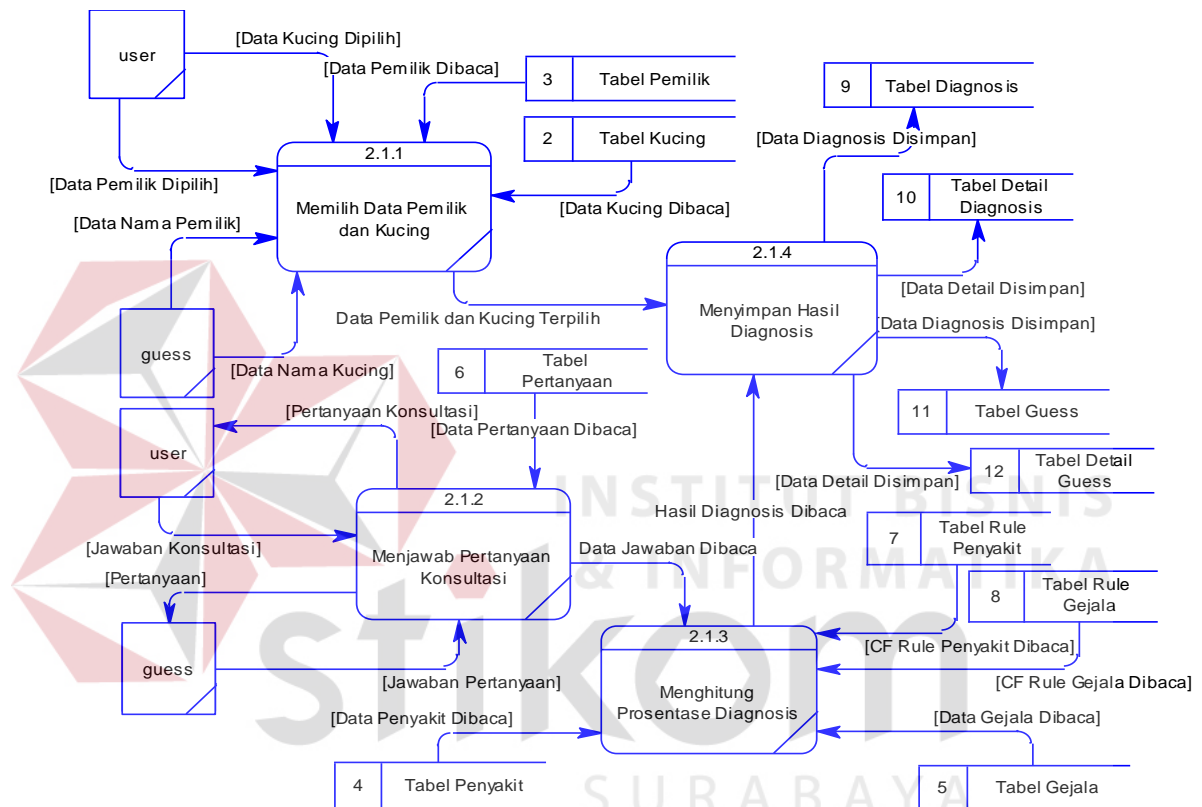 user
[Data Kucing Dipilih]
[Data Pemilik Dibaca]
3
Tabel Pemilik
9
Tabel Diagnosis
2
Tabel Kucing
[Data Diagnosis Disimpan]
[Data Pemilik Dipilih]
2.1.1
Memilih Data Pemilik
dan Kucing
[Data Kucing Dibaca]
10
Tabel Detail
Diagnosis
[Data Nama Pemilik]
2.1.4
Menyimpan Hasil
Diagnosis
[Data Detail Disimpan]
Data Pemilik dan Kucing Terpilih
[Data Diagnosis Disimpan]
guess
[Data Nama Kucing]
6
Tabel
Pertanyaan
11
Tabel Guess
[Pertanyaan Konsultasi]
[Data Pertanyaan Dibaca]
user
12
Tabel Detail
Guess
[Data Detail Disimpan]
INSTITUT BISNIS
& INFORMATIKA
stikom
SURABAYA
2.1.2
Menjawab Pertanyaan
Konsultasi
Hasil Diagnosis Dibaca
7
Tabel Rule
Penyakit
[Jawaban Konsultasi]
Data Jawaban Dibaca
[Pertanyaan]
8
Tabel Rule
Gejala
guess
[Jawaban Pertanyaan]
2.1.3
Menghitung
Prosentase Diagnosis
[CF Rule Penyakit Dibaca]
[CF Rule Gejala Dibaca]
[Data Penyakit Dibaca]
[Data Gejala Dibaca]
4
Tabel Penyakit
5
Tabel Gejala